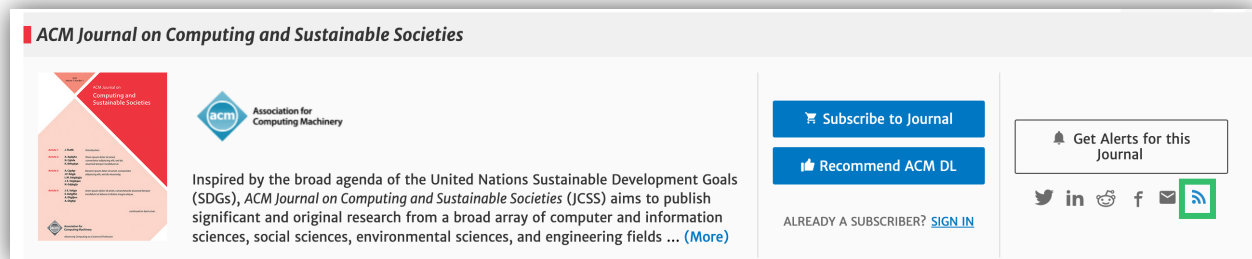 ACM Journal on Computing and Sustainable Societies
ACM Journal on
Computing and
Sustainable Societies
acm
Association for
Computing Machinery
Inspired by the broad agenda of the United Nations Sustainable Development Goals
(SDGs), ACM Journal on Computing and Sustainable Societies (JCSS) aims to publish
significant and original research from a broad array of computer and information
sciences, social sciences, environmental sciences, and engineering fields ... (More)
Subscribe to Journal
Recommend ACM DL
ALREADY A SUBSCRIBER? SIGN IN
Get Alerts for this
Journal